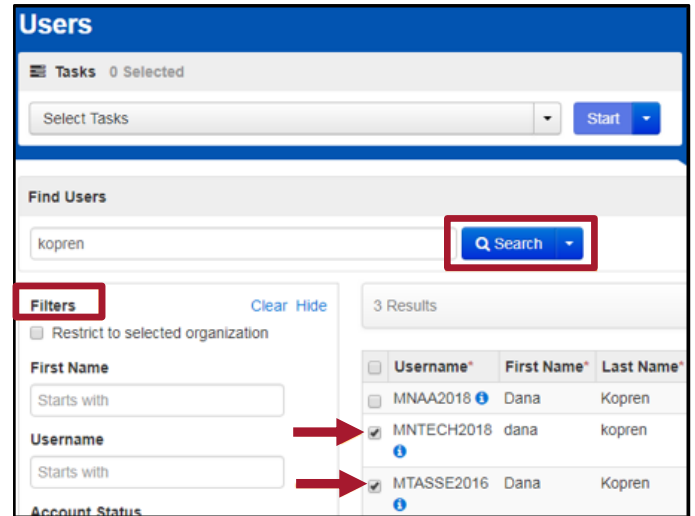 Users
Tasks 0 Selected
Select Tasks
Start
Find Users
kopren
Search
Filters Clear Hide
Restrict to selected organization
First Name
Starts with
Username
Starts with
Account Status
3 Results
Username* First Name* Last Name*
MNAA2018 Dana Kopren
MNTECH2018 dana kopren
MTASSE2016 Dana Kopren